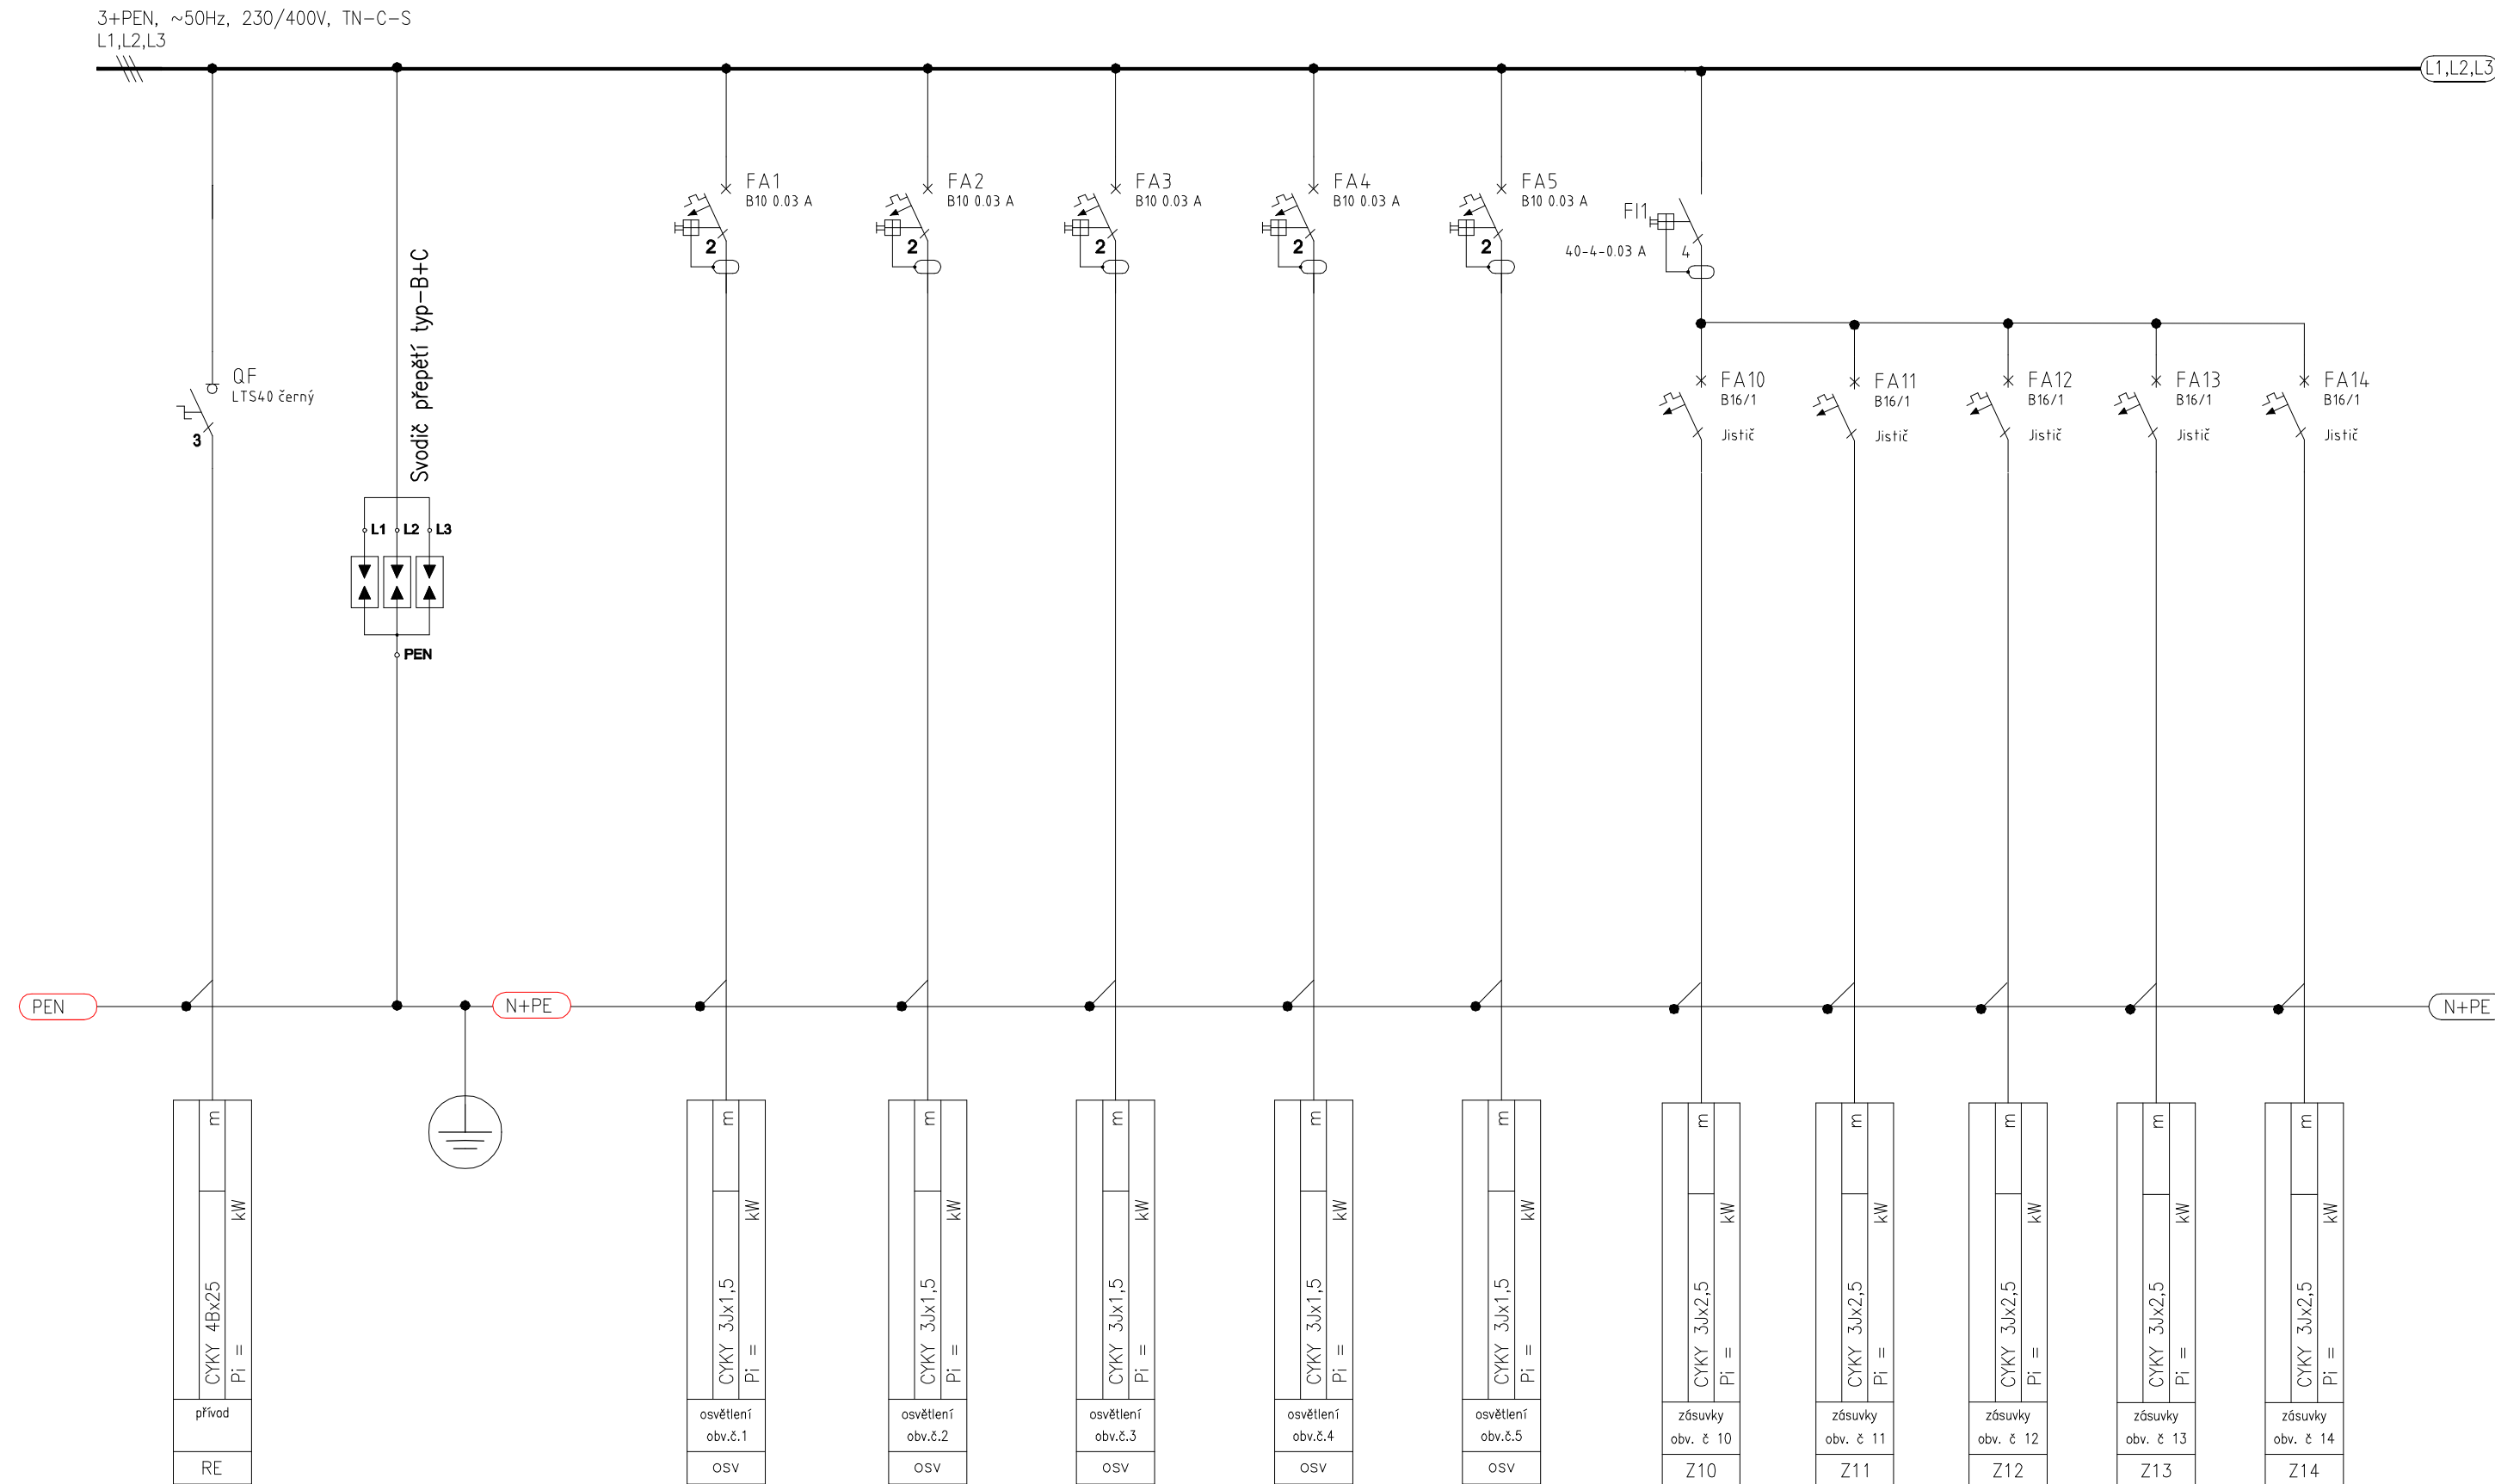 3+PEN, ~50Hz, 230/400V, TN-C-S
L1,L2,L3
L1,L2,L3
FA1
B10 0.03 A
2
FA2
B10 0.03 A
2
FA3
B10 0.03 A
2
FA4
B10 0.03 A
2
FA5
B10 0.03 A
2
FI1
40-4-0.03 A
4
Svodič přepětí typ-B+C
QF
LTS40 černý
3
FA10
B16/1
Jistič
FA11
B16/1
Jistič
FA12
B16/1
Jistič
FA13
B16/1
Jistič
FA14
B16/1
Jistič
L1 L2 L3
PEN
PEN
N+PE
N+PE
CYKY 4Bx25 m
Pi = kW
přívod
RE
CYKY 3Jx1,5 m
Pi = kW
osvětlení
obv.č.1
osv
CYKY 3Jx1,5 m
Pi = kW
osvětlení
obv.č.2
osv
CYKY 3Jx1,5 m
Pi = kW
osvětlení
obv.č.3
osv
CYKY 3Jx1,5 m
Pi = kW
osvětlení
obv.č.4
osv
CYKY 3Jx1,5 m
Pi = kW
osvětlení
obv.č.5
osv
CYKY 3Jx2,5 m
Pi = kW
zásuvky
obv. č 10
Z10
CYKY 3Jx2,5 m
Pi = kW
zásuvky
obv. č 11
Z11
CYKY 3Jx2,5 m
Pi = kW
zásuvky
obv. č 12
Z12
CYKY 3Jx2,5 m
Pi = kW
zásuvky
obv. č 13
Z13
CYKY 3Jx2,5 m
Pi = kW
zásuvky
obv. č 14
Z14